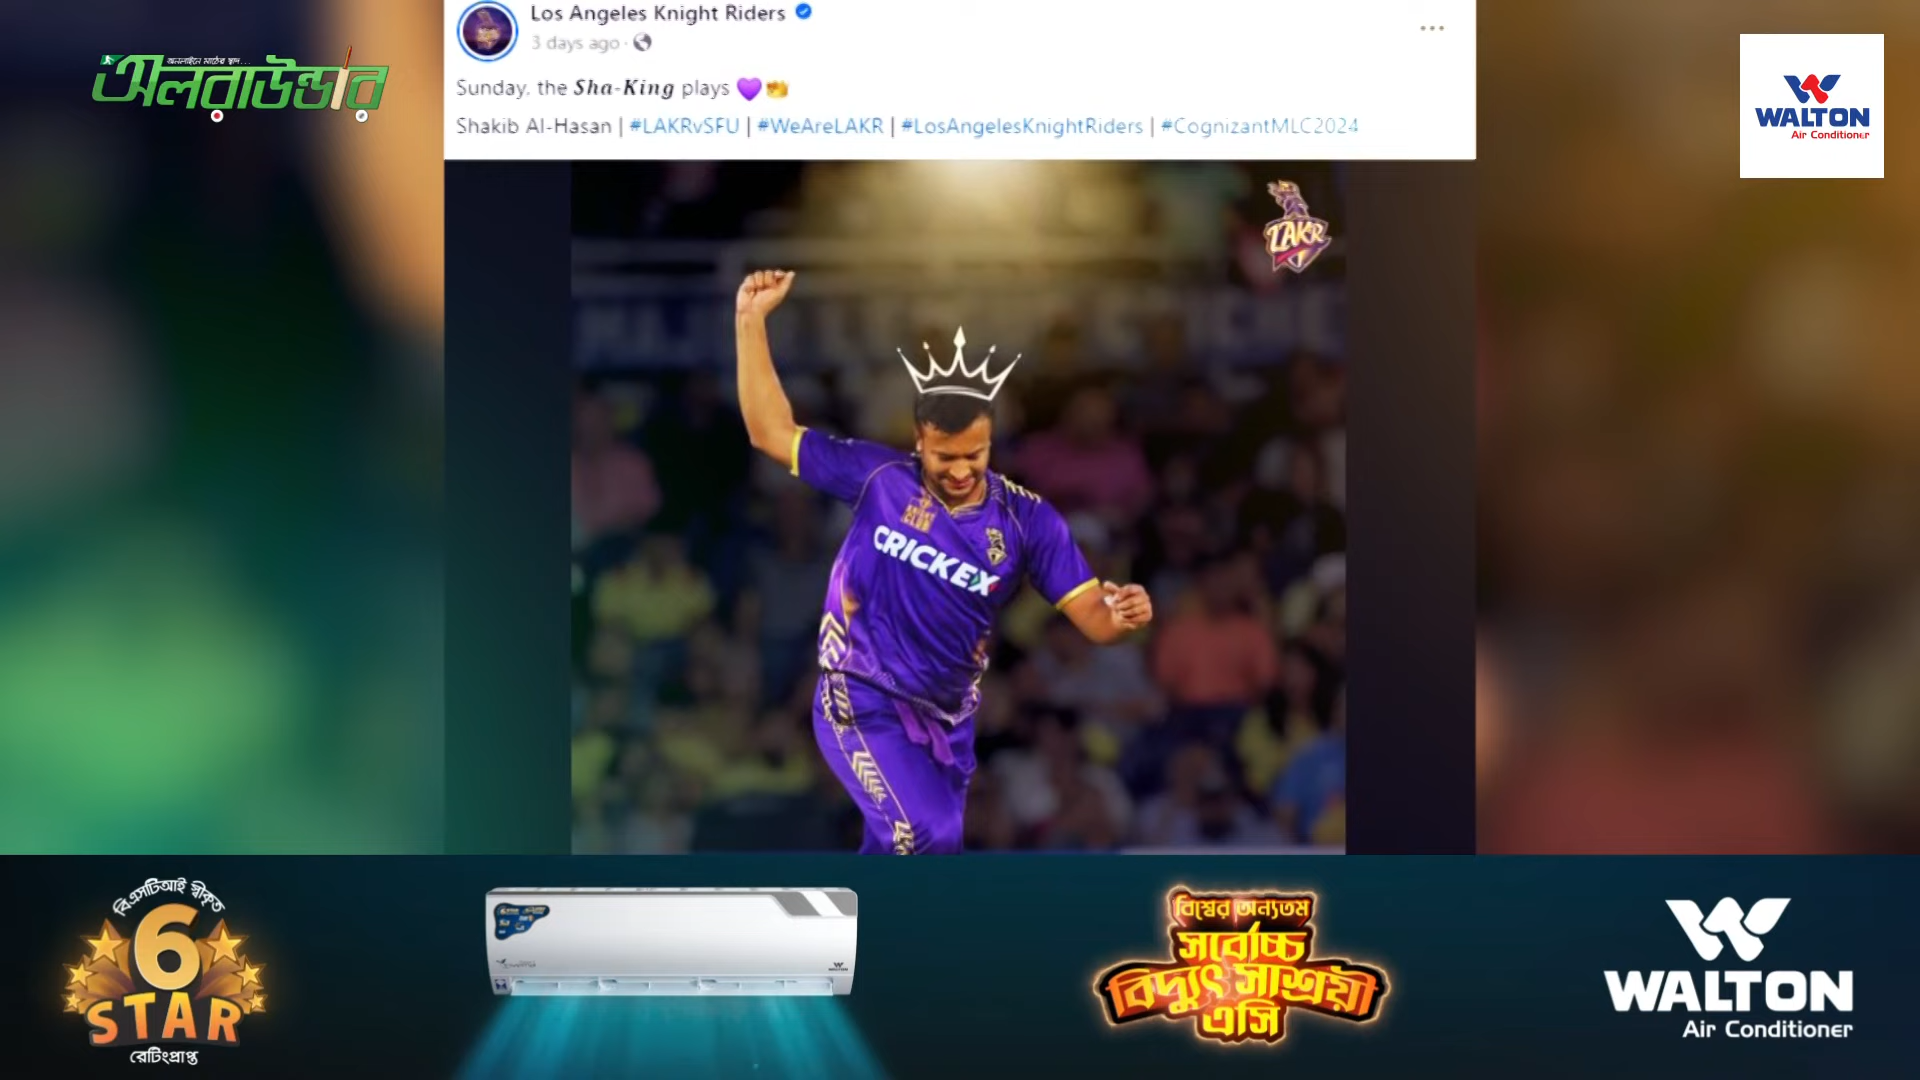 অনলাইনে মাঠের স্বাদ...
অলরাউন্ডার
Los Angeles Knight Riders
3 days ago ·
Sunday, the Sha-King plays 💜
Shakib Al-Hasan | #LAKRvSFU | #WeAreLAKR | #LosAngelesKnightRiders | #CognizantMLC2024
WALTON
Air Conditioner
LAKR
CRICKEX
বিএসটিআই স্বীকৃত
6
STAR
রেটিংপ্রাপ্ত
বিশ্বের অন্যতম
সর্বোচ্চ
বিদ্যুৎ সাশ্রয়ী
এসি
WALTON
Air Conditioner